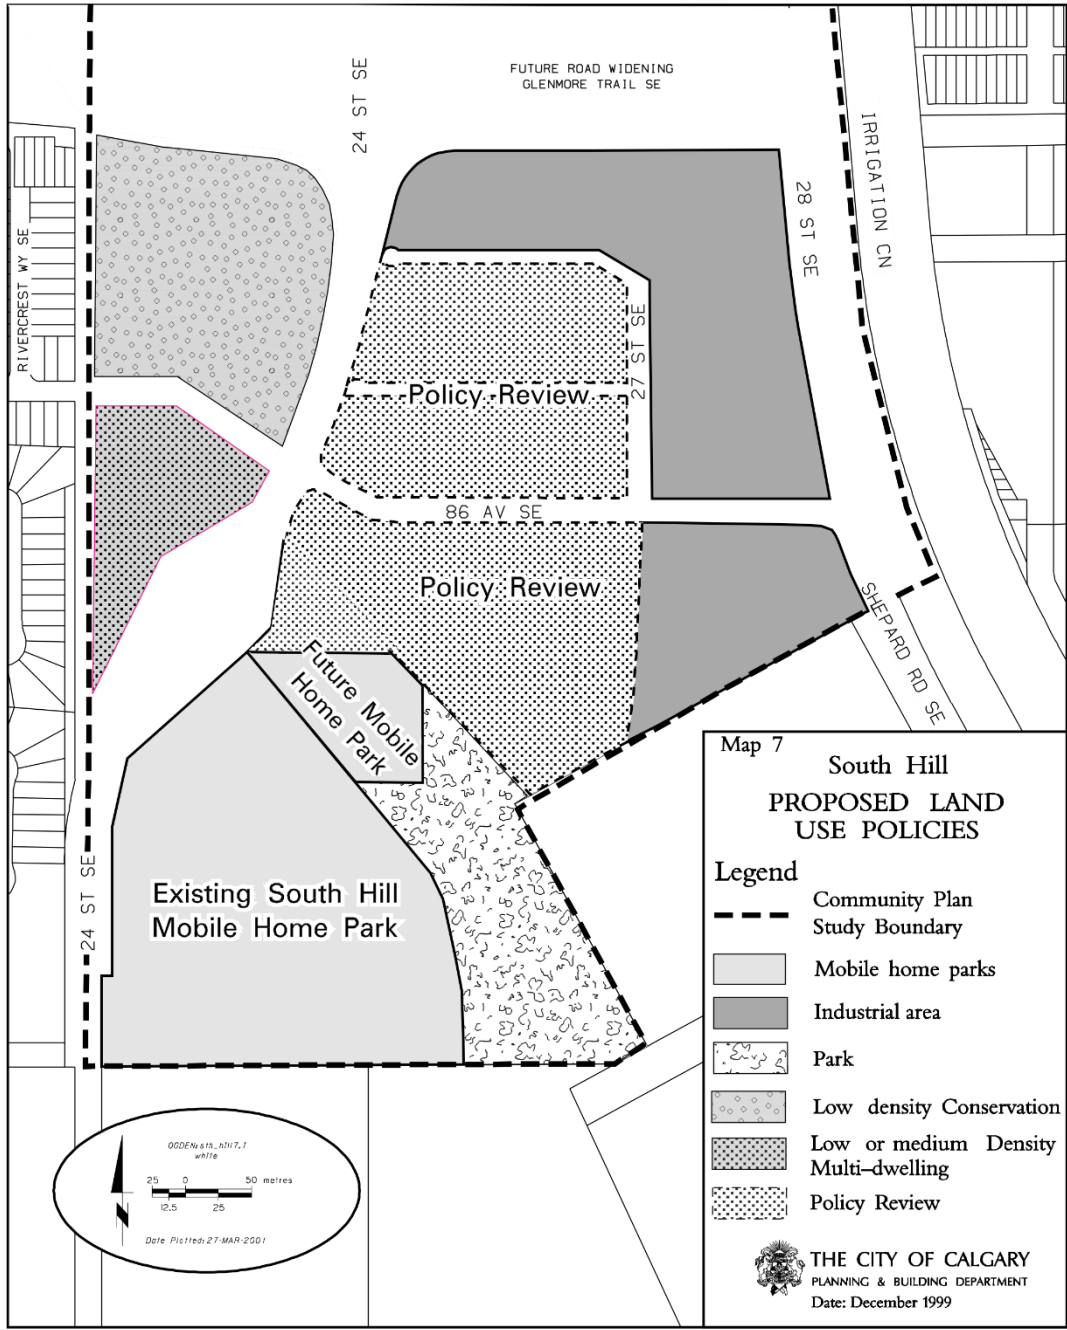 FUTURE ROAD WIDENING
GLENMORE TRAIL SE
24 ST SE
IRRIGATION CN
28 ST SE
RIVERCREST WY SE
27 ST SE
Policy Review
86 AV SE
Policy Review
SHEPARD RD SE
Future Mobile
Home Park
Existing South Hill
Mobile Home Park
24 ST SE
Map 7
South Hill
PROPOSED LAND
USE POLICIES
Legend
Community Plan
Study Boundary
Mobile home parks
Industrial area
Park
Low density Conservation
Low or medium Density
Multi-dwelling
Policy Review
THE CITY OF CALGARY
PLANNING & BUILDING DEPARTMENT
Date: December 1999
OGDEN:sth_hill7.1
white
25 0 50 metres
12.5 25
Date Plotted:27-MAR-2001